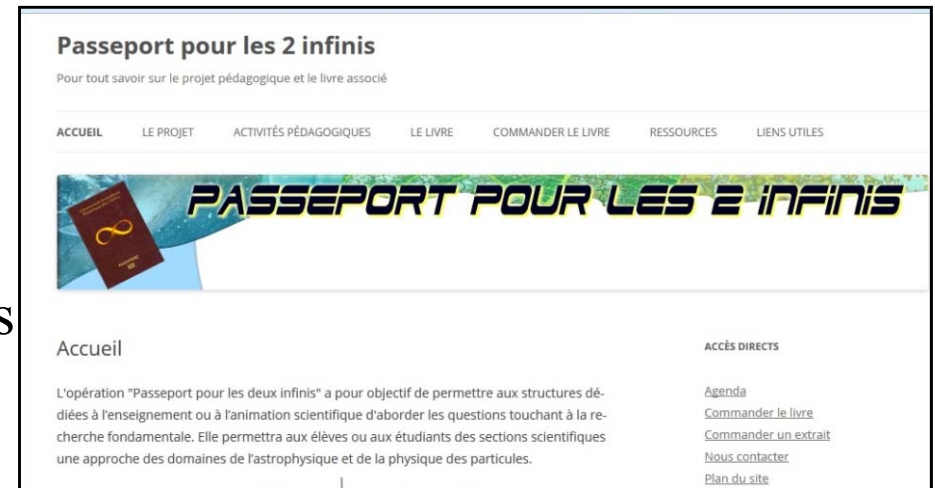 Passeport pour les 2 infinis
Pour tout savoir sur le projet pédagogique et le livre associé
ACCUEIL LE PROJET ACTIVITÉS PÉDAGOGIQUES LE LIVRE COMMANDER LE LIVRE RESSOURCES LIENS UTILES
PASSEPORT POUR LES 2 INFINIS
PASSEPORT
s
Accueil
L'opération "Passeport pour les deux infinis" a pour objectif de permettre aux structures dé-
diées à l'enseignement ou à l'animation scientifique d'aborder les questions touchant à la re-
cherche fondamentale. Elle permettra aux élèves ou aux étudiants des sections scientifiques
une approche des domaines de l'astrophysique et de la physique des particules.
ACCÈS DIRECTS
Agenda
Commander le livre
Commander un extrait
Nous contacter
Plan du site